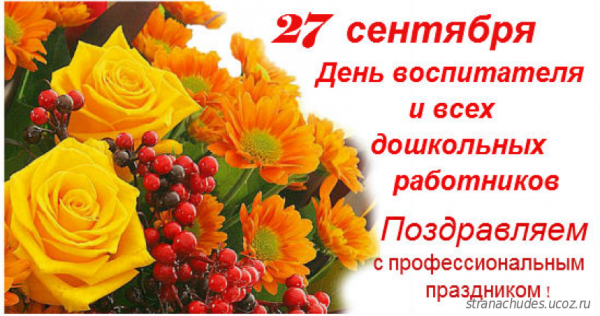 27 сентября
День воспитателя
и всех
дошкольных
работников
Поздравляем
с профессиональным
праздником !
stranachudes.ucoz.ru